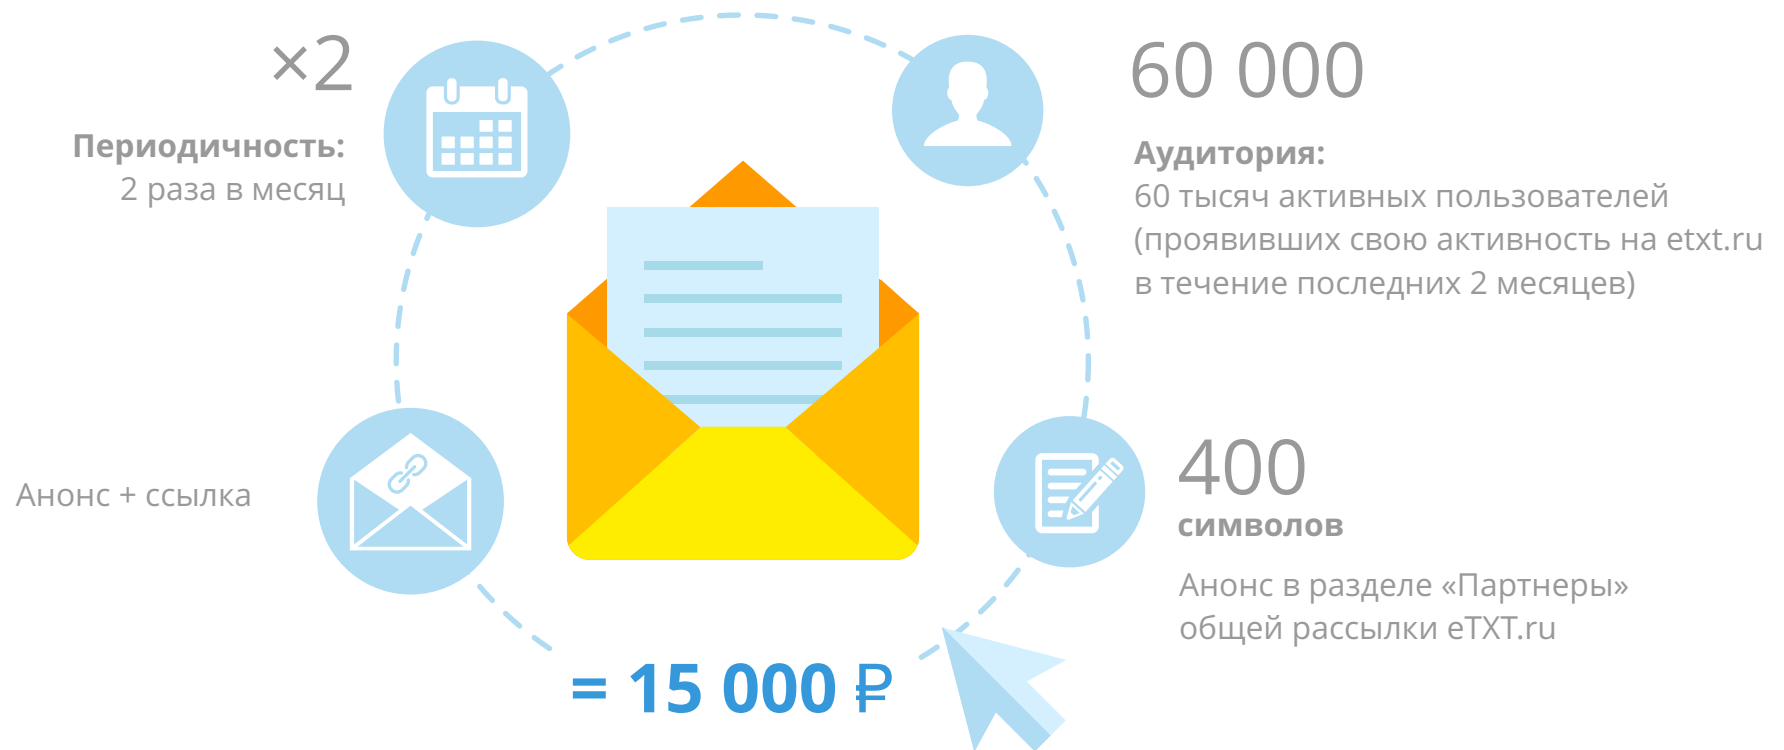 ×2
Периодичность:
2 раза в месяц
60 000
Аудитория:
60 тысяч активных пользователей
(проявивших свою активность на etxt.ru
в течение последних 2 месяцев)
Анонс + ссылка
400
символов
Анонс в разделе «Партнеры»
общей рассылки eTXT.ru
= 15 000 ₽